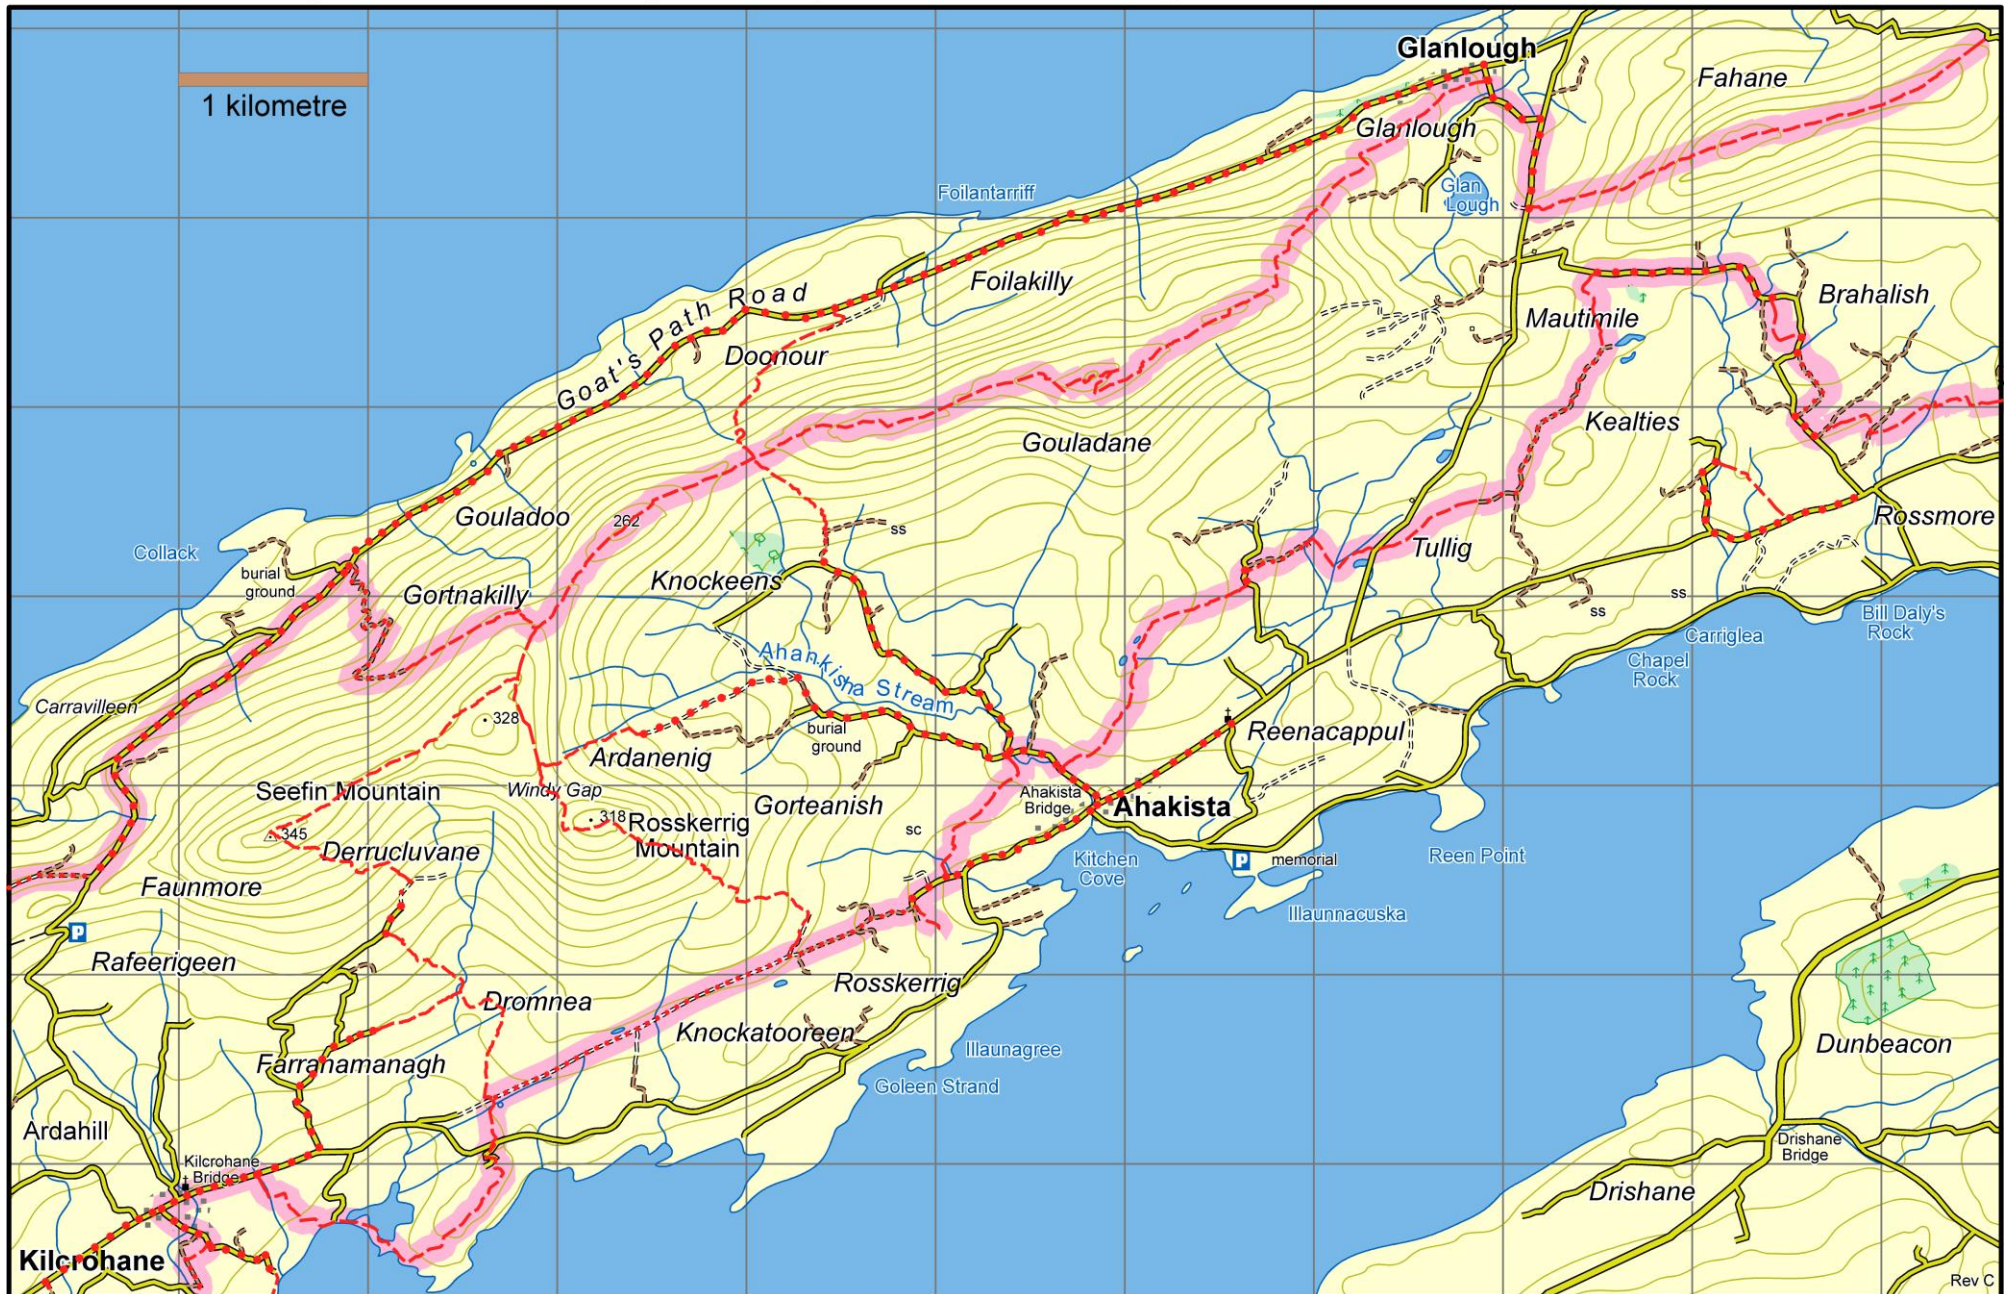 Glanlough
Fahane
1 kilometre
Glanlough
Glan
Lough
Foilantarriff
Foilakilly
Brahalish
Goat's Path Road
Mautimile
Doonour
Kealties
Gouladane
262
Gouladoo
ss
Rossmore
Collack
Tullig
burial
ground
Knockeens
Gortnakilly
ss
ss
Bill Daly's
Rock
Carriglea
Ahankisha Stream
Chapel
Rock
Carravilleen
328
burial
ground
Reenacappul
Ardanenig
Seefin Mountain
Windy Gap
Ahakista
Bridge
Ahakista
Gorteanish
318
Rosskerrig
Mountain
sc
345
Derrucluvane
Kitchen
Cove
P
memorial
Reen Point
Faunmore
Illaunnacuska
P
Rafeerigeen
Rosskerrig
Dromnea
Knockatooreen
Dunbeacon
Illaunagree
Farranamanagh
Goleen Strand
Ardahill
Drishane
Bridge
Kilcrohane
Bridge
Drishane
Kilcrohane
Rev C